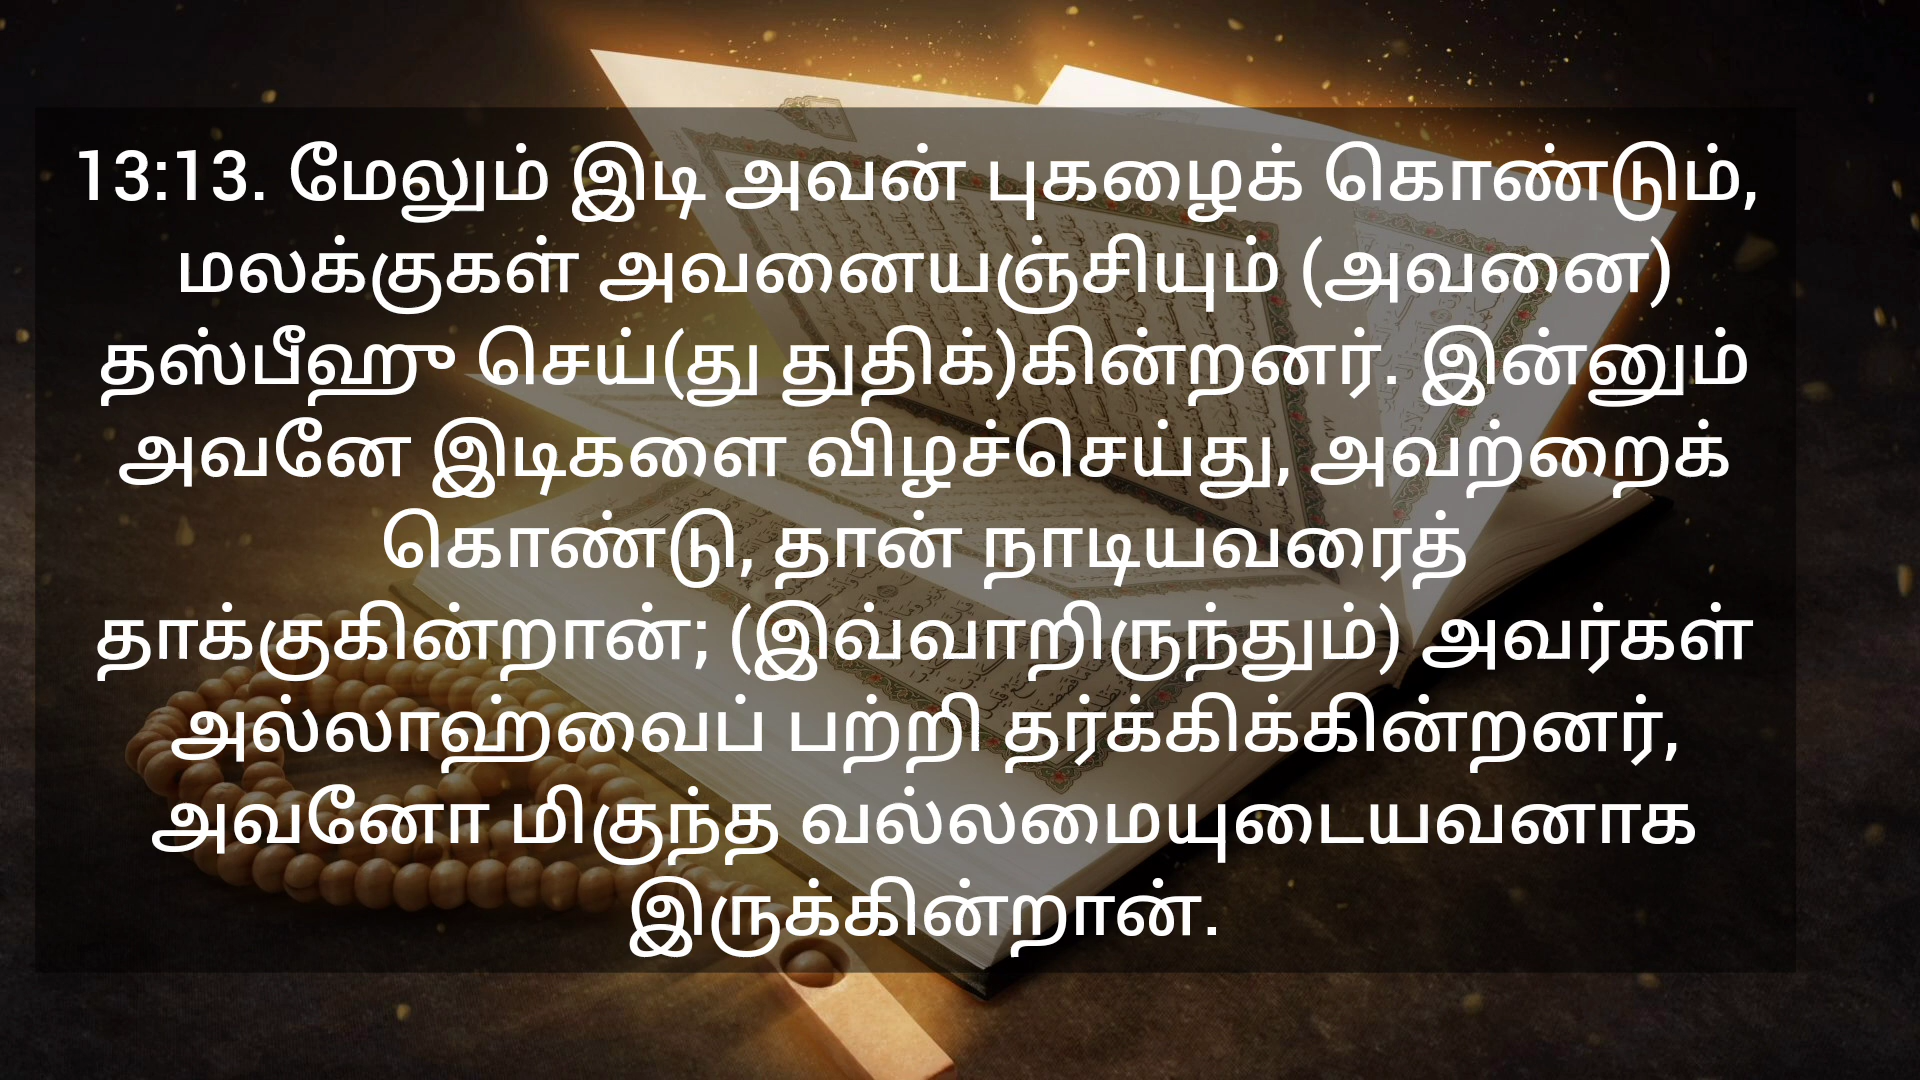 13:13. மேலும் இடி அவன் புகழைக் கொண்டும்,
மலக்குகள் அவனையஞ்சியும் (அவனை)
தஸ்பீஹு செய்(து துதிக்)கின்றனர். இன்னும்
அவனே இடிகளை விழச்செய்து, அவற்றைக்
கொண்டு, தான் நாடியவரைத்
தாக்குகின்றான்; (இவ்வாறிருந்தும்) அவர்கள்
அல்லாஹ்வைப் பற்றி தர்க்கிக்கின்றனர்,
அவனோ மிகுந்த வல்லமையுடையவனாக
இருக்கின்றான்.